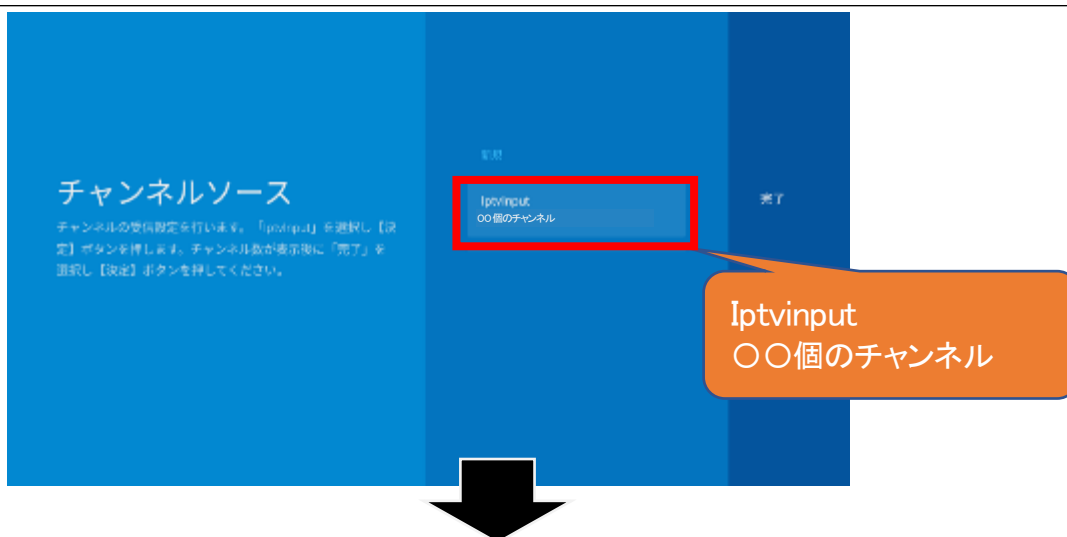 新規
チャンネルソース
チャンネルの受信設定を行います。「Iptvinput」を選択し【決
定】ボタンを押します。チャンネル数が表示後に「完了」を
選択し【決定】ボタンを押してください。
Iptvinput
〇〇個のチャンネル
完了
Iptvinput
〇〇個のチャンネル